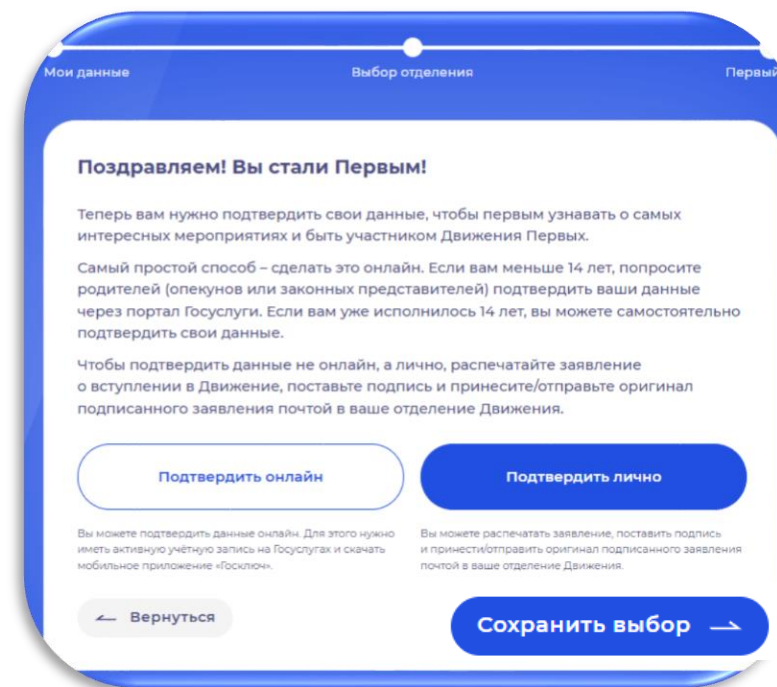 Мои данные
Выбор отделения
Первый
Поздравляем! Вы стали Первым!
Теперь вам нужно подтвердить свои данные, чтобы первым узнавать о самых
интересных мероприятиях и быть участником Движения Первых.
Самый простой способ – сделать это онлайн. Если вам меньше 14 лет, попросите
родителей (опекунов или законных представителей) подтвердить ваши данные
через портал Госуслуги. Если вам уже исполнилось 14 лет, вы можете самостоятельно
подтвердить свои данные.
Чтобы подтвердить данные не онлайн, а лично, распечатайте заявление
о вступлении в Движение, поставьте подпись и принесите/отправьте оригинал
подписанного заявления почтой в ваше отделение Движения.
Подтвердить онлайн
Подтвердить лично
Вы можете подтвердить данные онлайн. Для этого нужно
иметь активную учётную запись на Госуслугах и скачать
мобильное приложение «Госключ».
Вы можете распечатать заявление, поставить подпись
и принести/отправить оригинал подписанного заявления
почтой в ваше отделение Движения.
Вернуться
Сохранить выбор